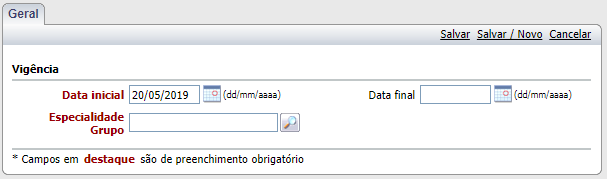 Geral
Salvar Salvar / Novo Cancelar
Vigência
Data inicial 20/05/2019 (dd/mm/aaaa) Data final (dd/mm/aaaa)
Especialidade
Grupo
* Campos em destaque são de preenchimento obrigatório